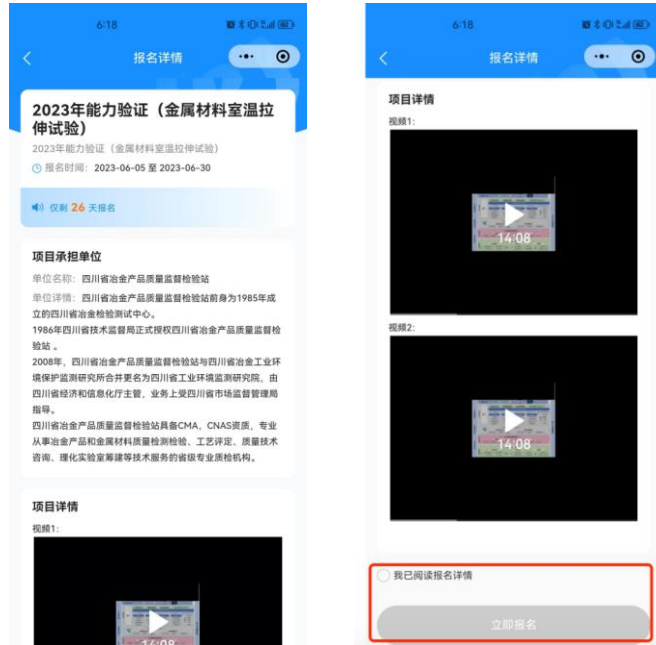 6:18
报名详情
2023年能力验证（金属材料室温拉
伸试验）
2023年能力验证（金属材料室温拉伸试验）
报名时间： 2023-06-05 至 2023-06-30
仅剩 26 天报名
项目承担单位
单位名称： 四川省冶金产品质量监督检验站
单位详情： 四川省冶金产品质量监督检验站前身为1985年成
立的四川省冶金检验测试中心。
1986年四川省技术监督局正式授权四川省冶金产品质量监督检
验站 。
2008年，四川省冶金产品质量监督检验站与四川省冶金工业环
境保护监测研究所合并更名为四川省工业环境监测研究院，由
四川省经济和信息化厅主管，业务上受四川省市场监督管理局
指导。
四川省冶金产品质量监督检验站具备CMA，CNAS资质，专业
从事冶金产品和金属材料质量检测检验、工艺评定、质量技术
咨询、理化实验室筹建等技术服务的省级专业质检机构。
项目详情
视频1:
14:08
6:18
报名详情
项目详情
视频1:
14:08
视频2:
14:08
我已阅读报名详情
立即报名